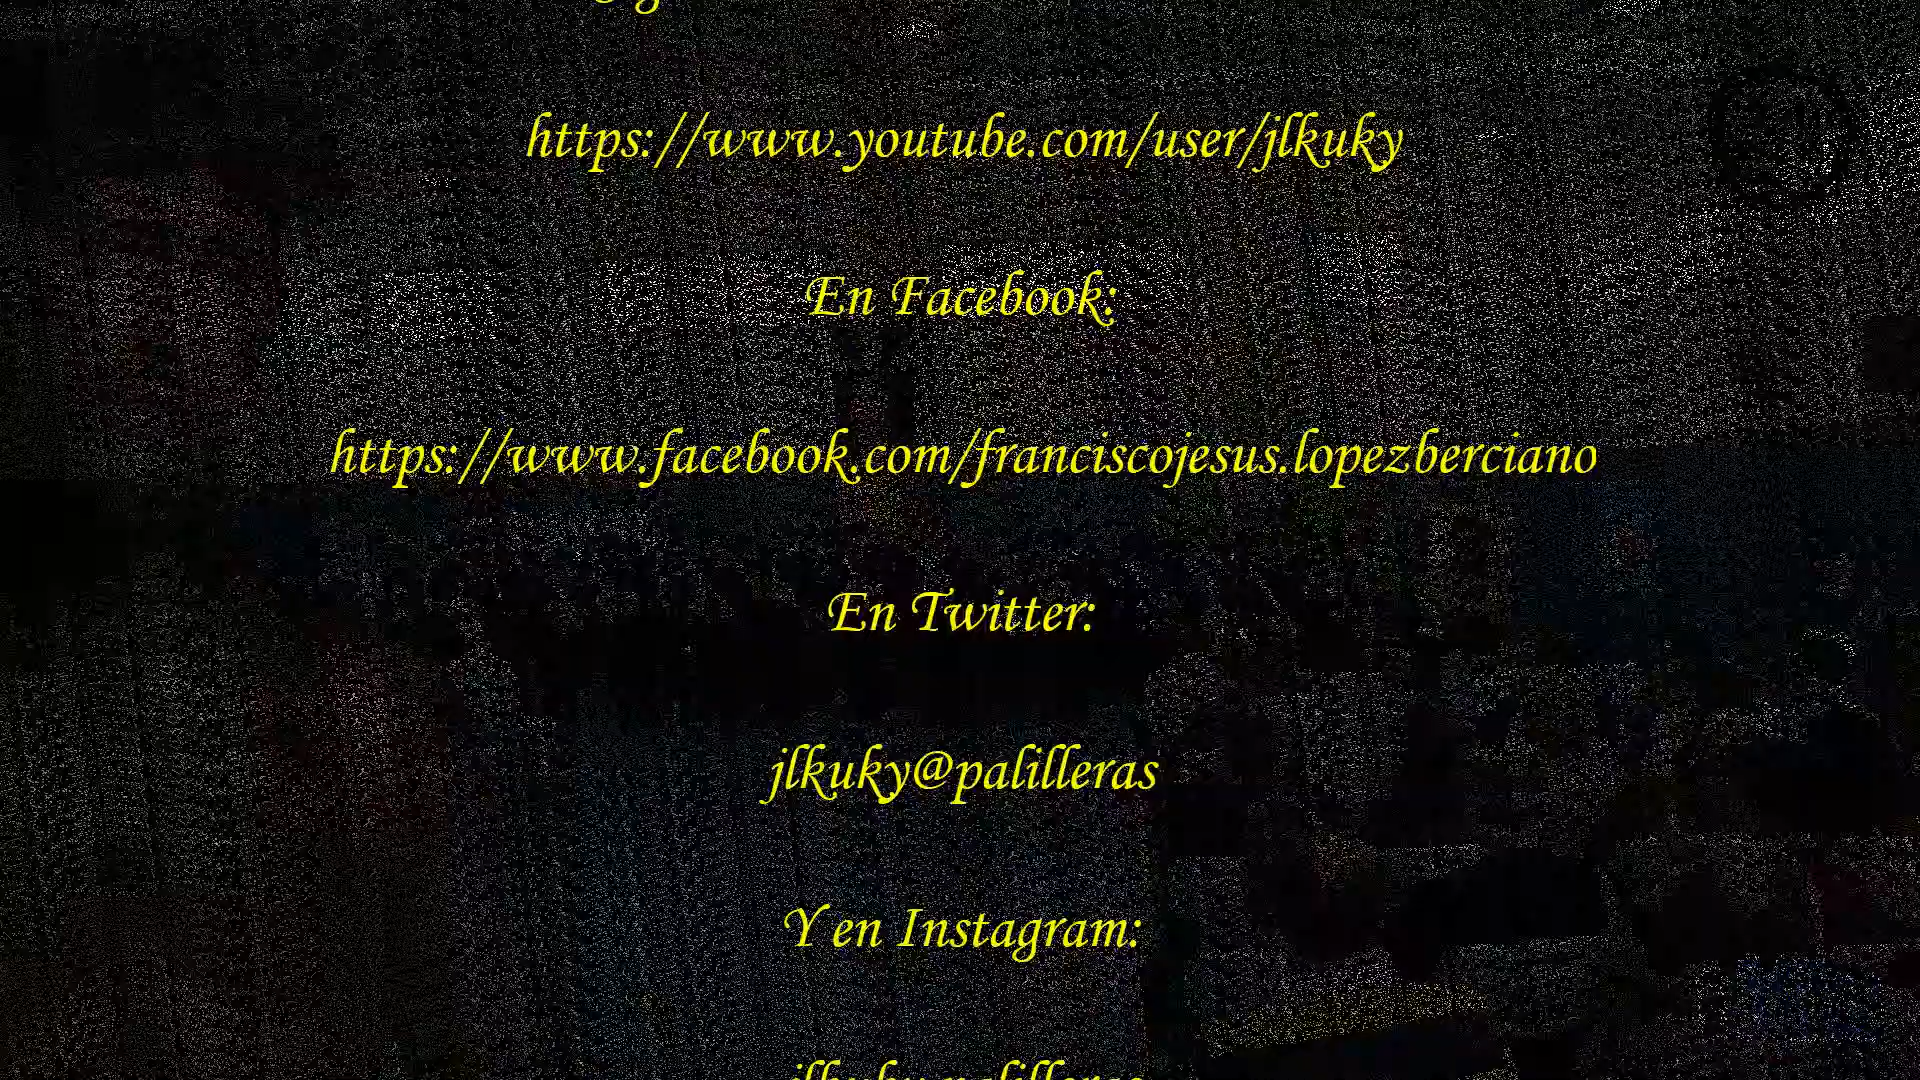 https://www.youtube.com/user/jlkuky
En Facebook:
https://www.facebook.com/franciscojesus.lopezberciano
En Twitter:
jlkuky@palilleras
Y en Instagram: